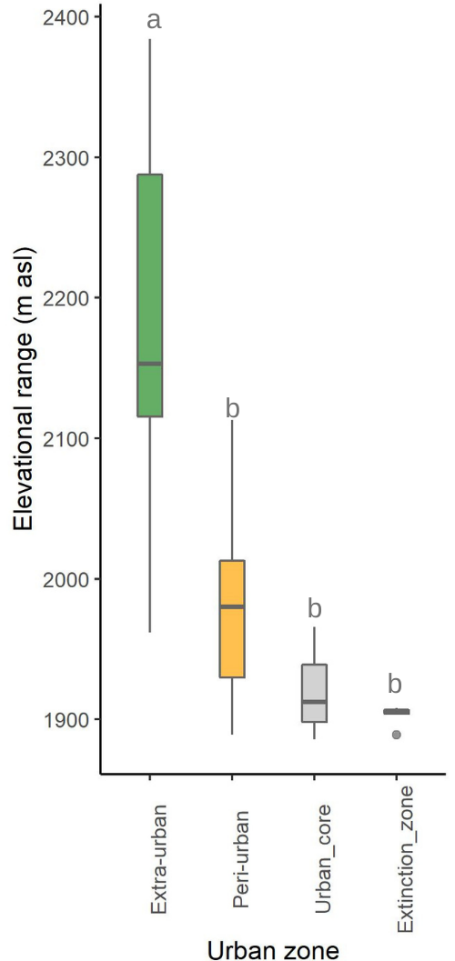 Elevational range (m asl)
2400
2300
2200
2100
2000
1900
a
b
b
b
Extra-urban
Peri-urban
Urban_core
Extinction_zone
Urban zone